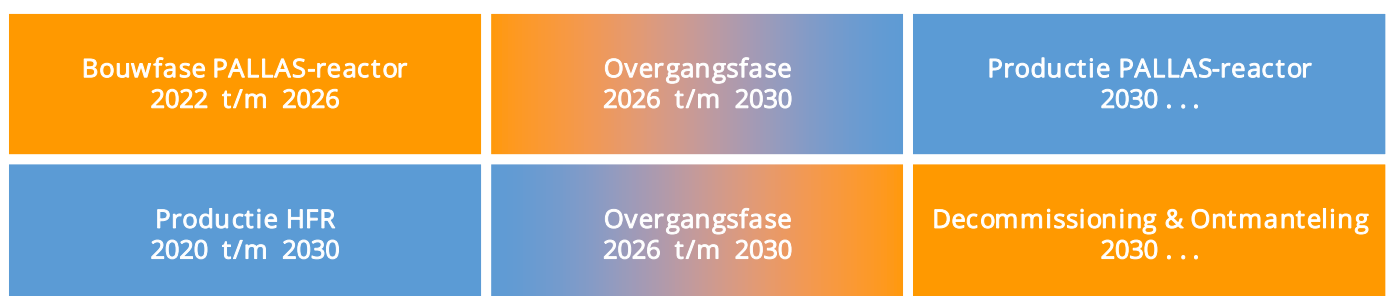 Bouwfase PALLAS-reactor
2022 t/m 2026
Overgangsfase
2026 t/m 2030
Productie PALLAS-reactor
2030 . . .
Productie HFR
2020 t/m 2030
Overgangsfase
2026 t/m 2030
Decommissioning & Ontmanteling
2030 . . .